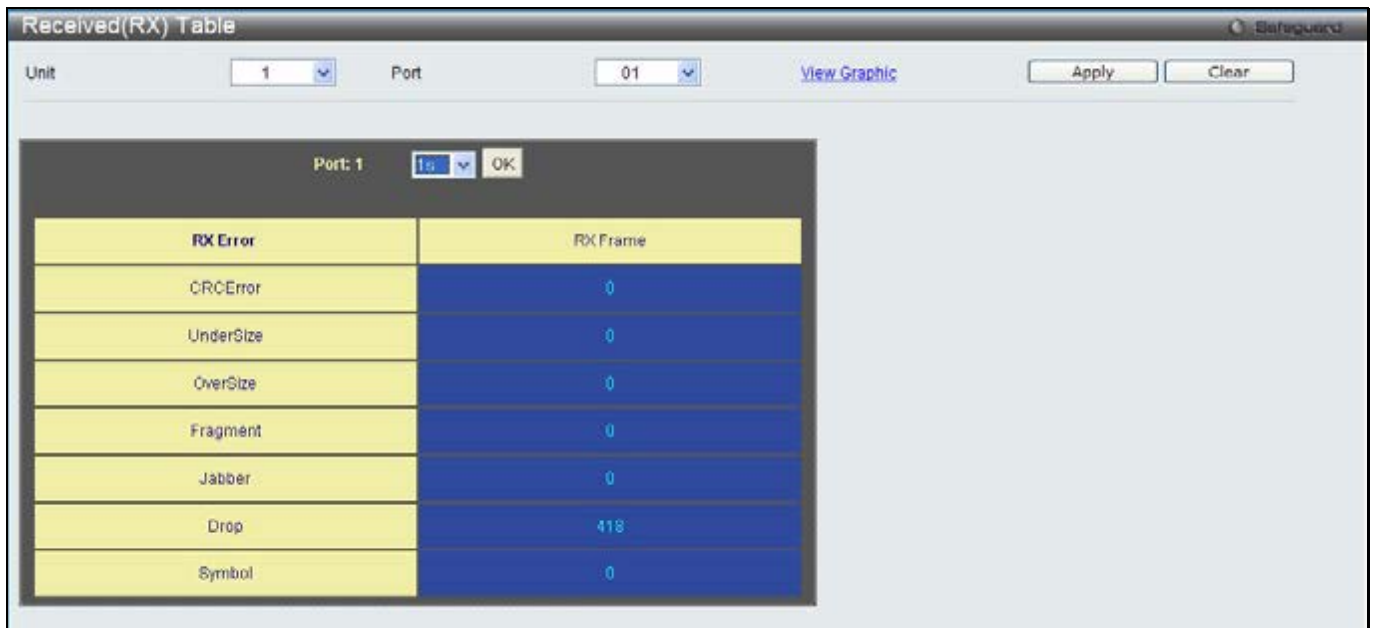 Received(RX) Table Safeguard
Unit 1 Port 01 View Graphic Apply Clear
Port: 1 1s OK
RX Error RX Frame
CRCError 0
UnderSize 0
OverSize 0
Fragment 0
Jabber 0
Drop 418
Symbol 0